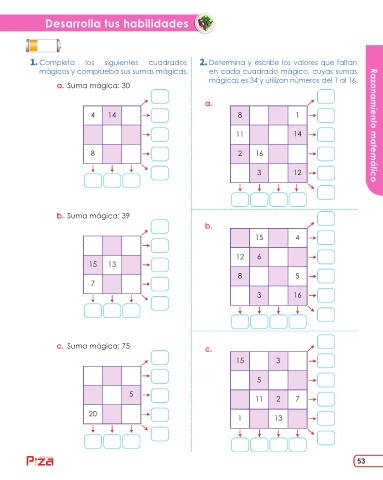 Desarrolla tus habilidades
1. Completa los siguientes cuadrados
mágicos y comprueba sus sumas mágicas.
a. Suma mágica: 30
4 14
8
b. Suma mágica: 39
15 13
7
c. Suma mágica: 75
5
20
2. Determina y escribe los valores que faltan
en cada cuadrado mágico, cuyas sumas
mágicas es 34 y utilizan números del 1 al 16.
a.
8 1
11 14
2 16
3 12
b.
15 4
12 6
8 5
3 16
c.
15 3
5
11 2 7
1 13
Razonamiento matemático
Piza
53